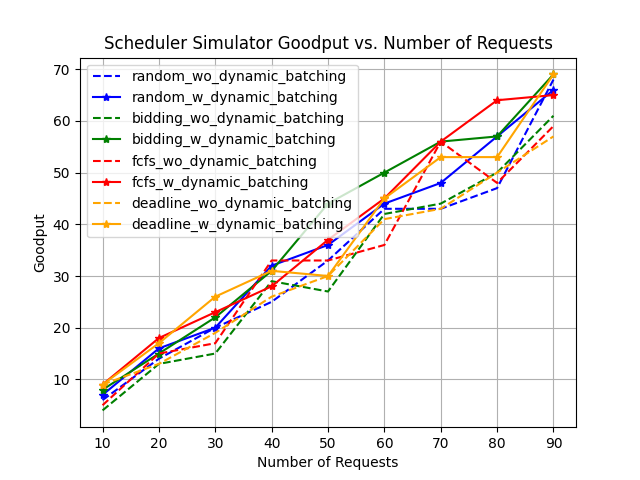 Scheduler Simulator Goodput vs. Number of Requests
70
60
50
40
30
20
10
Goodput
random_wo_dynamic_batching
random_w_dynamic_batching
bidding_wo_dynamic_batching
bidding_w_dynamic_batching
fcfs_wo_dynamic_batching
fcfs_w_dynamic_batching
deadline_wo_dynamic_batching
deadline_w_dynamic_batching
10 20 30 40 50 60 70 80 90
Number of Requests